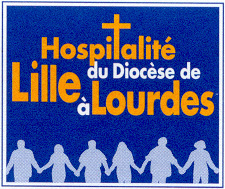 Hospitalité
du Diocèse de
Lille
à Lourdes